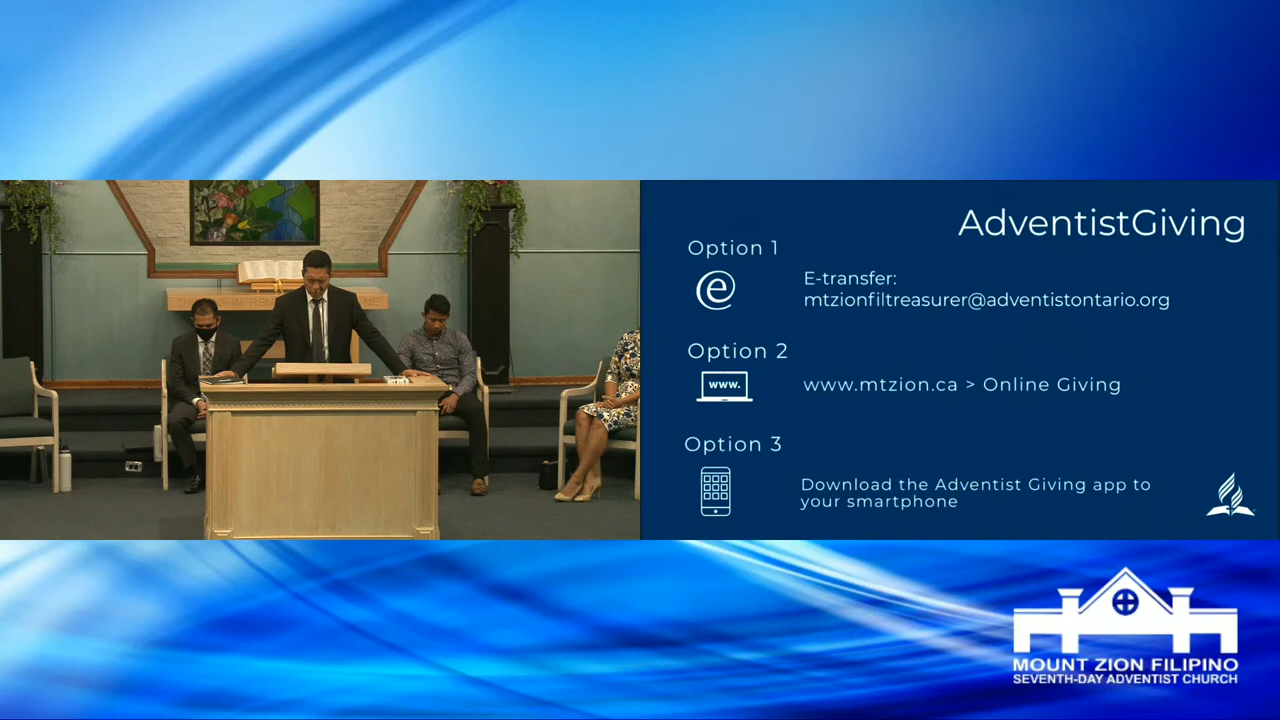 AdventistGiving
Option 1
E-transfer:
mtzionfiltreasurer@adventistontario.org
Option 2
www.
www.mtzion.ca > Online Giving
Option 3
Download the Adventist Giving app to
your smartphone
MOUNT ZION FILIPINO
SEVENTH-DAY ADVENTIST CHURCH